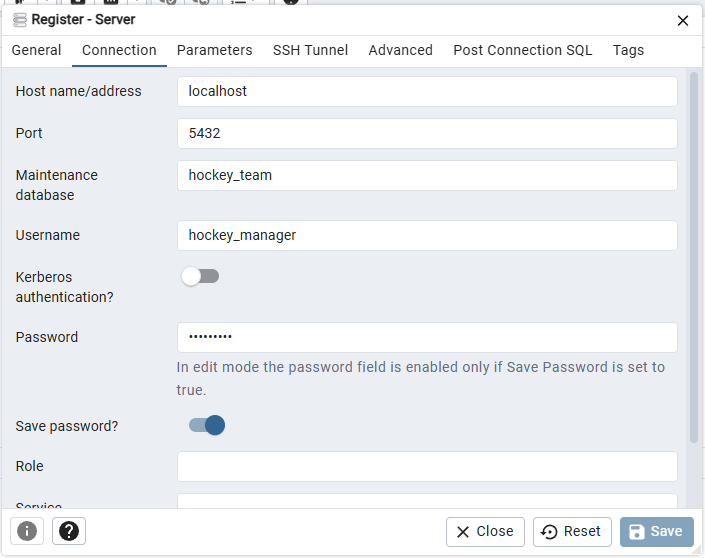 Register - Server
General Connection Parameters SSH Tunnel Advanced Post Connection SQL Tags
Host name/address localhost
Port 5432
Maintenance
database
hockey_team
Username hockey_manager
Kerberos
authentication?
Password •••••••••
In edit mode the password field is enabled only if Save Password is set to
true.
Save password?
Role
Service
Close Reset Save